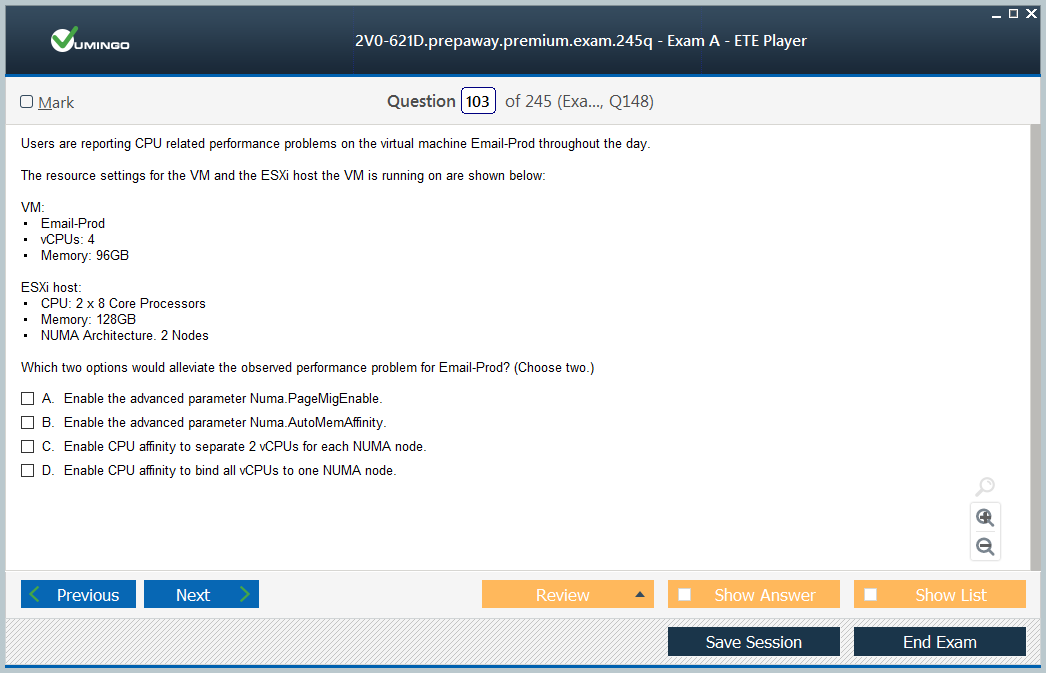 VUMINGO
2V0-621D.prepaway.premium.exam.245q - Exam A - ETE Player
Mark
Question 103 of 245 (Exa..., Q148)
Users are reporting CPU related performance problems on the virtual machine Email-Prod throughout the day.
The resource settings for the VM and the ESXi host the VM is running on are shown below:
VM:
• Email-Prod
• vCPUs: 4
• Memory: 96GB
ESXi host:
• CPU: 2 x 8 Core Processors
• Memory: 128GB
• NUMA Architecture. 2 Nodes
Which two options would alleviate the observed performance problem for Email-Prod? (Choose two.)
A. Enable the advanced parameter Numa.PageMigEnable.
B. Enable the advanced parameter Numa.AutoMemAffinity.
C. Enable CPU affinity to separate 2 vCPUs for each NUMA node.
D. Enable CPU affinity to bind all vCPUs to one NUMA node.
Previous Next Review Show Answer Show List
Save Session End Exam